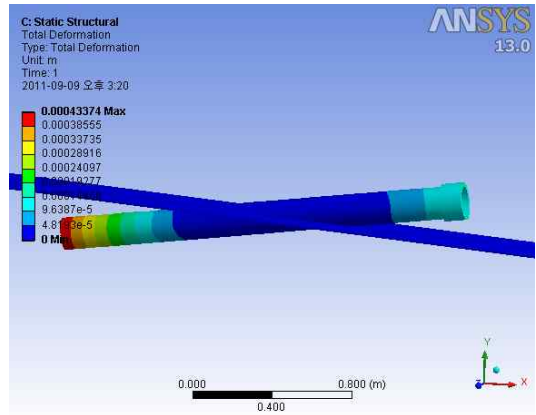 C: Static Structural
Total Deformation
Type: Total Deformation
Unit: m
Time: 1
2011-09-09 오후 3:20
ANSYS
13.0
0.00043374 Max
0.00038555
0.00033735
0.00028916
0.00024097
9.6387e-5
0 Min
0.000
0.800 (m)
0.400
Y
X